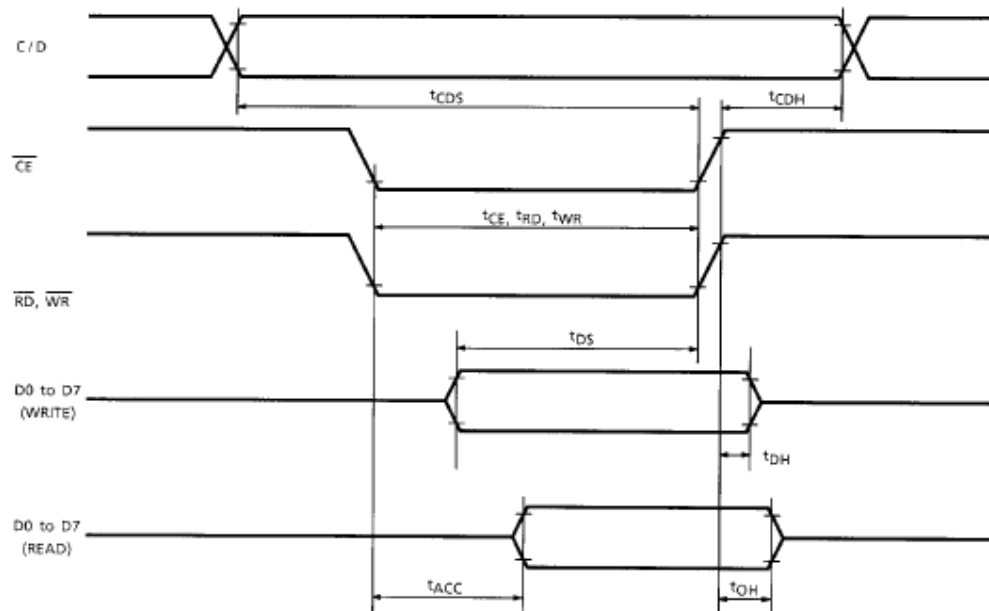 C/D
tCDS
tCDH
CE
tCE, tRD, tWR
RD, WR
tDS
D0 to D7
(WRITE)
tDH
D0 to D7
(READ)
tACC
tOH